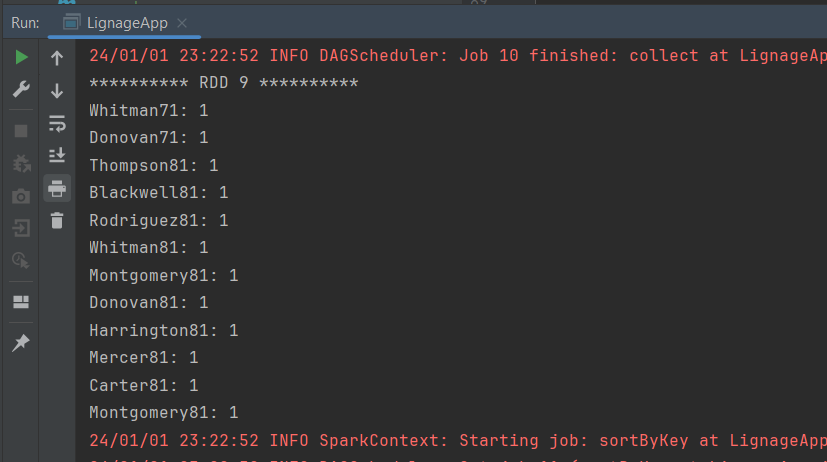 Run:
LignageApp
24/01/01 23:22:52 INFO DAGScheduler: Job 10 finished: collect at LignageAp
********** RDD 9 **********
Whitman71: 1
Donovan71: 1
Thompson81: 1
Blackwell81: 1
Rodriguez81: 1
Whitman81: 1
Montgomery81: 1
Donovan81: 1
Harrington81: 1
Mercer81: 1
Carter81: 1
Montgomery81: 1
24/01/01 23:22:52 INFO SparkContext: Starting job: sortByKey at LignageApp